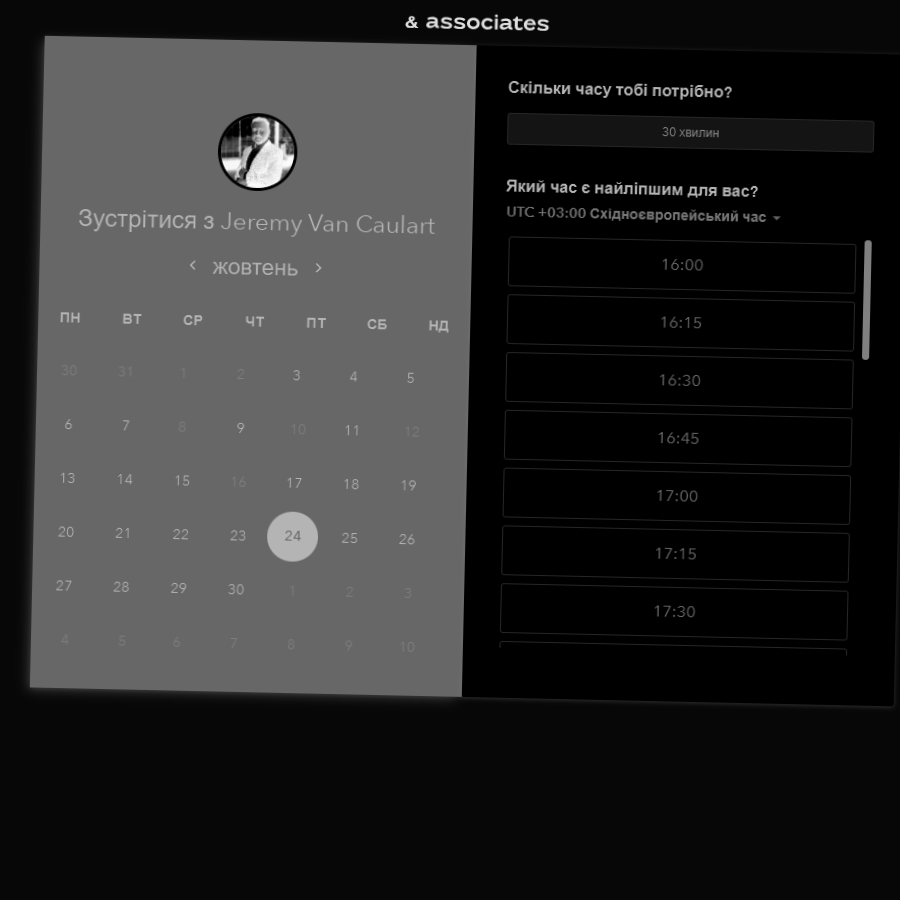 & associates
Зустрітися з Jeremy Van Caulart
жовтень
ПН ВТ СР ЧТ ПТ СБ НД
30 31 1 2 3 4 5
6 7 8 9 10 11 12
13 14 15 16 17 18 19
20 21 22 23 24 25 26
27 28 29 30 1 2 3
4 5 6 7 8 9 10
Скільки часу тобі потрібно?
30 хвилин
Який час є найліпшим для вас?
UTC +03:00 Східноєвропейський час
16:00
16:15
16:30
16:45
17:00
17:15
17:30